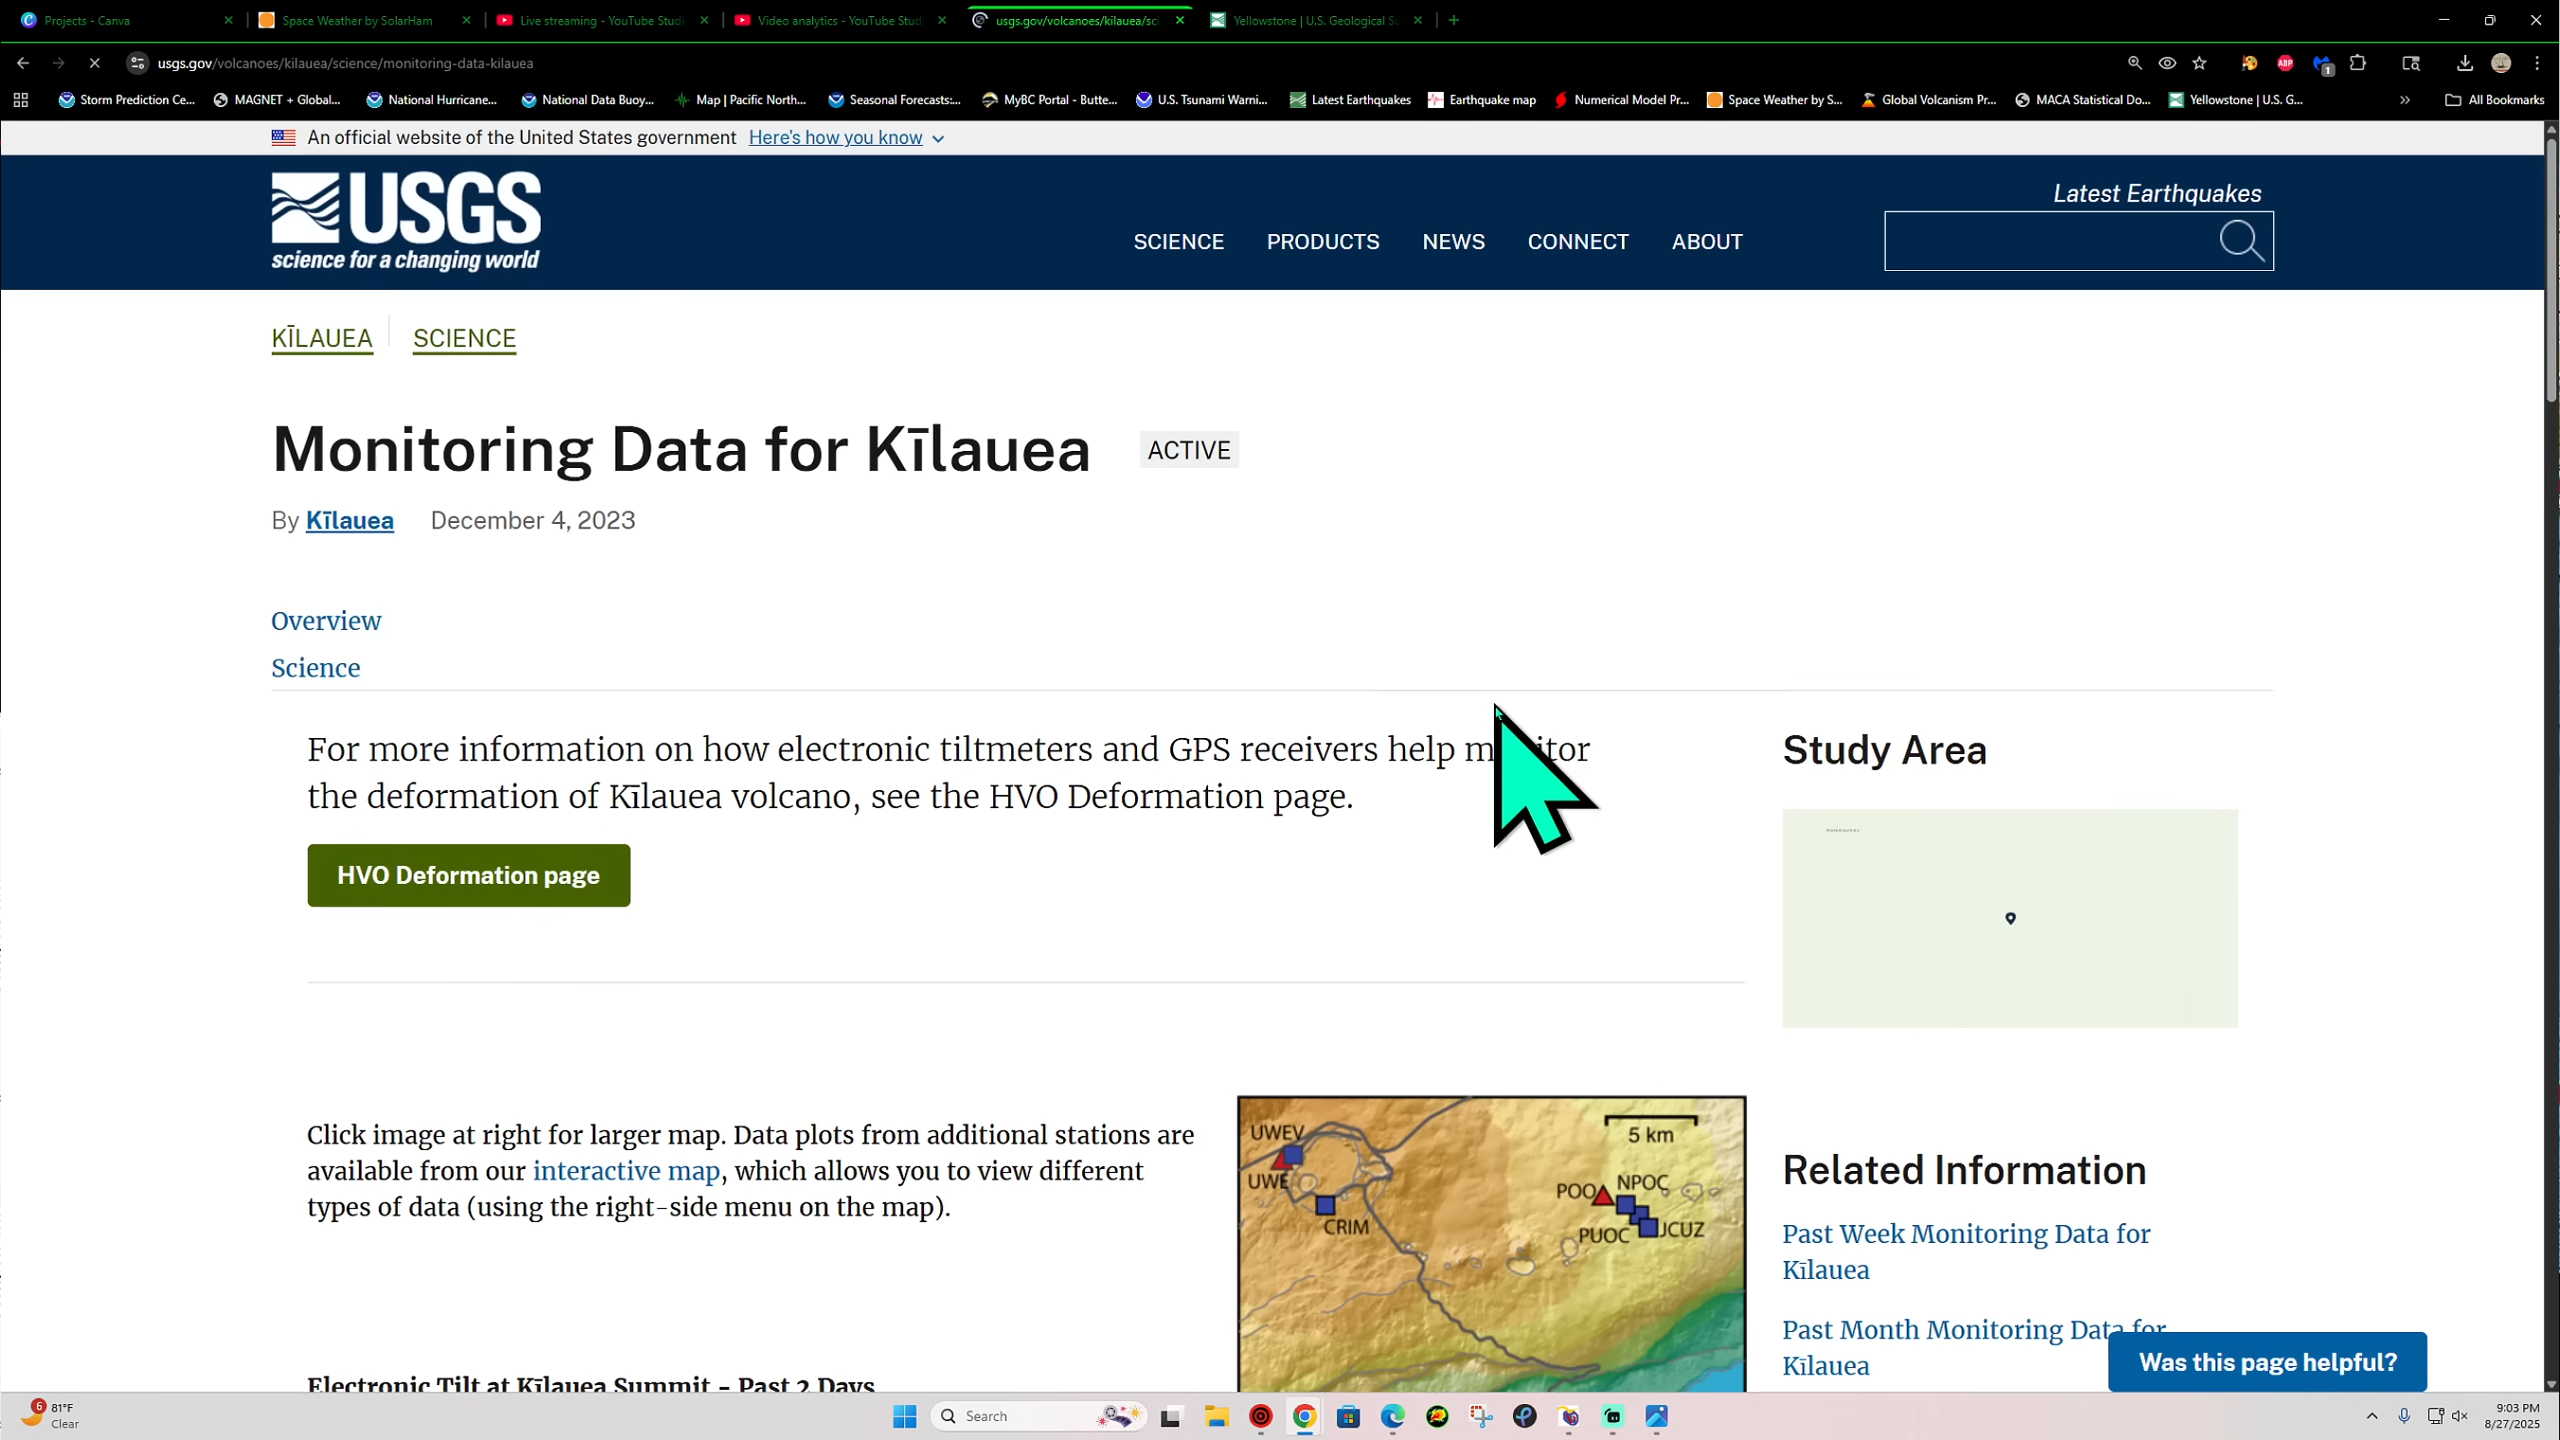 Projects - Canva
Space Weather by SolarHam
Live streaming - YouTube Studi
Video analytics - YouTube Stud
usgs.gov/volcanoes/kilauea/sci
Yellowstone | U.S. Geological S
usgs.gov/volcanoes/kilauea/science/monitoring-data-kilauea
Storm Prediction Ce...
MAGNET + Global...
National Hurricane...
National Data Buoy...
Map | Pacific North...
Seasonal Forecasts:...
MyBC Portal - Butte...
U.S. Tsunami Warni...
Latest Earthquakes
Earthquake map
Numerical Model Pr...
Space Weather by S...
Global Volcanism Pr...
MACA Statistical Do...
Yellowstone | U.S. G...
All Bookmarks
An official website of the United States government Here's how you know
USGS
science for a changing world
Latest Earthquakes
SCIENCE PRODUCTS NEWS CONNECT ABOUT
KĪLAUEA SCIENCE
Monitoring Data for Kīlauea ACTIVE
By Kīlauea December 4, 2023
Overview
Science
For more information on how electronic tiltmeters and GPS receivers help monitor
the deformation of Kīlauea volcano, see the HVO Deformation page.
HVO Deformation page
Study Area
Click image at right for larger map. Data plots from additional stations are
available from our interactive map, which allows you to view different
types of data (using the right-side menu on the map).
UWEV
UWE
CRIM
5 km
POO NPOC
PUOC JCUZ
Related Information
Past Week Monitoring Data for
Kīlauea
Past Month Monitoring Data for
Kīlauea
Was this page helpful?
Electronic Tilt at Kīlauea Summit - Past 2 Days
6
81°F
Clear
Search
9:03 PM
8/27/2025
ABP
1